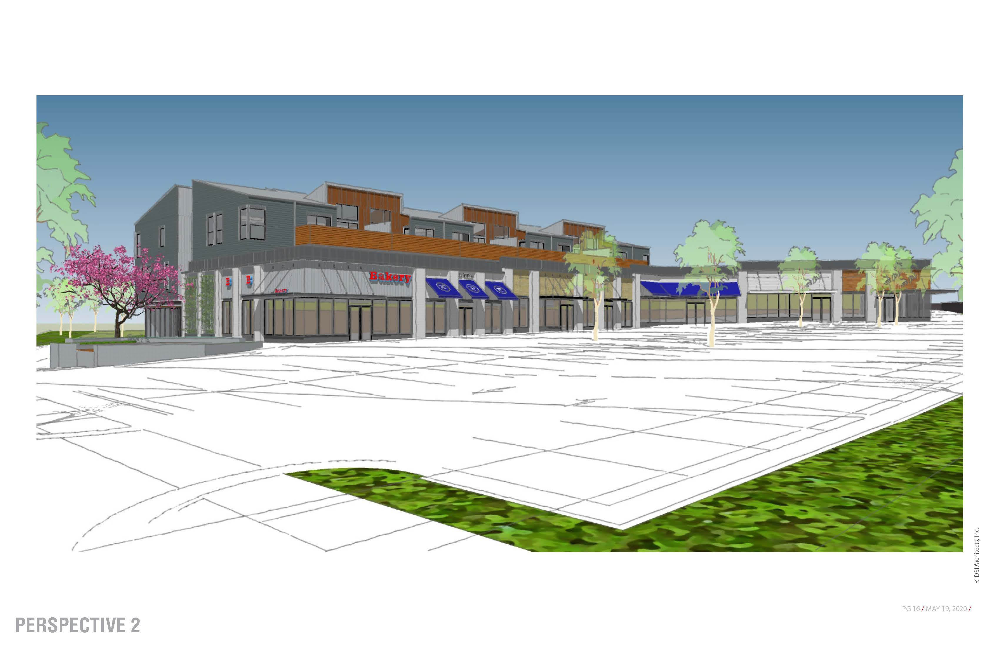 Bakery
B
B
© DBI Architects, Inc.
PG 16 / MAY 19, 2020 /
PERSPECTIVE 2